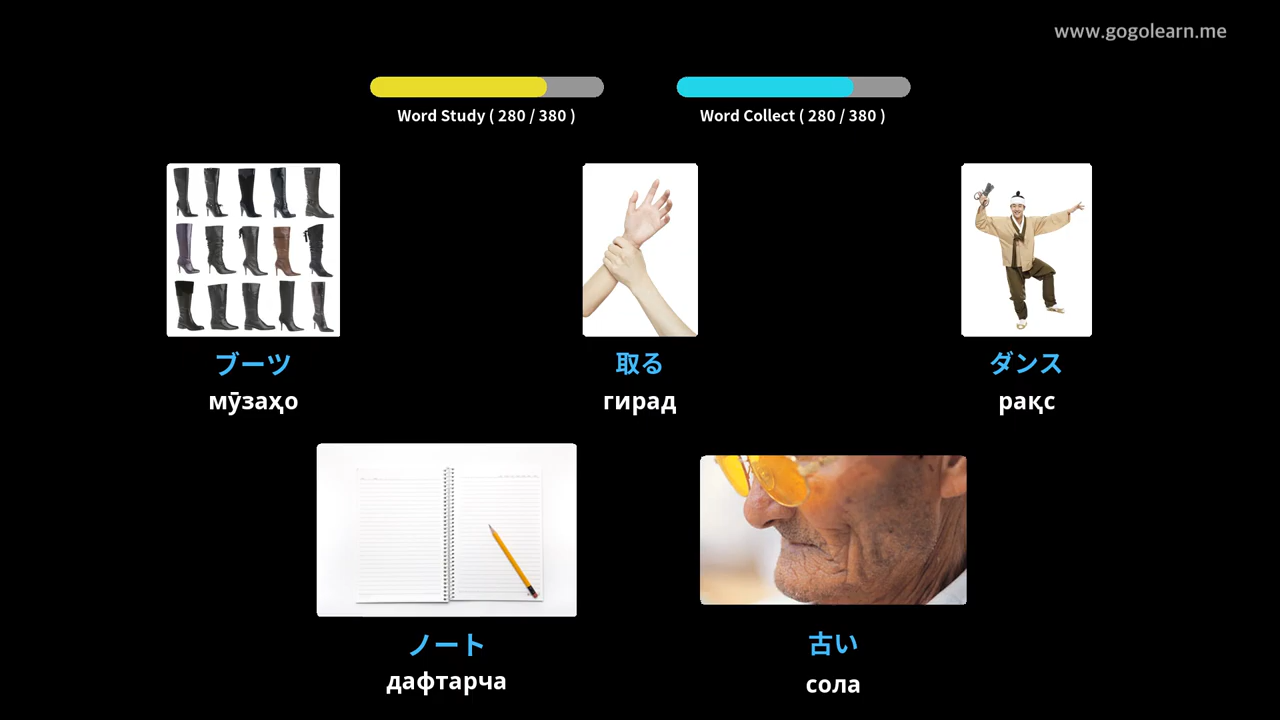 www.gogolearn.me
Word Study ( 280 / 380 )
Word Collect ( 280 / 380 )
ブーツ
мӯзаҳо
取る
гирад
ダンス
рақс
ノート
дафтарча
古い
сола